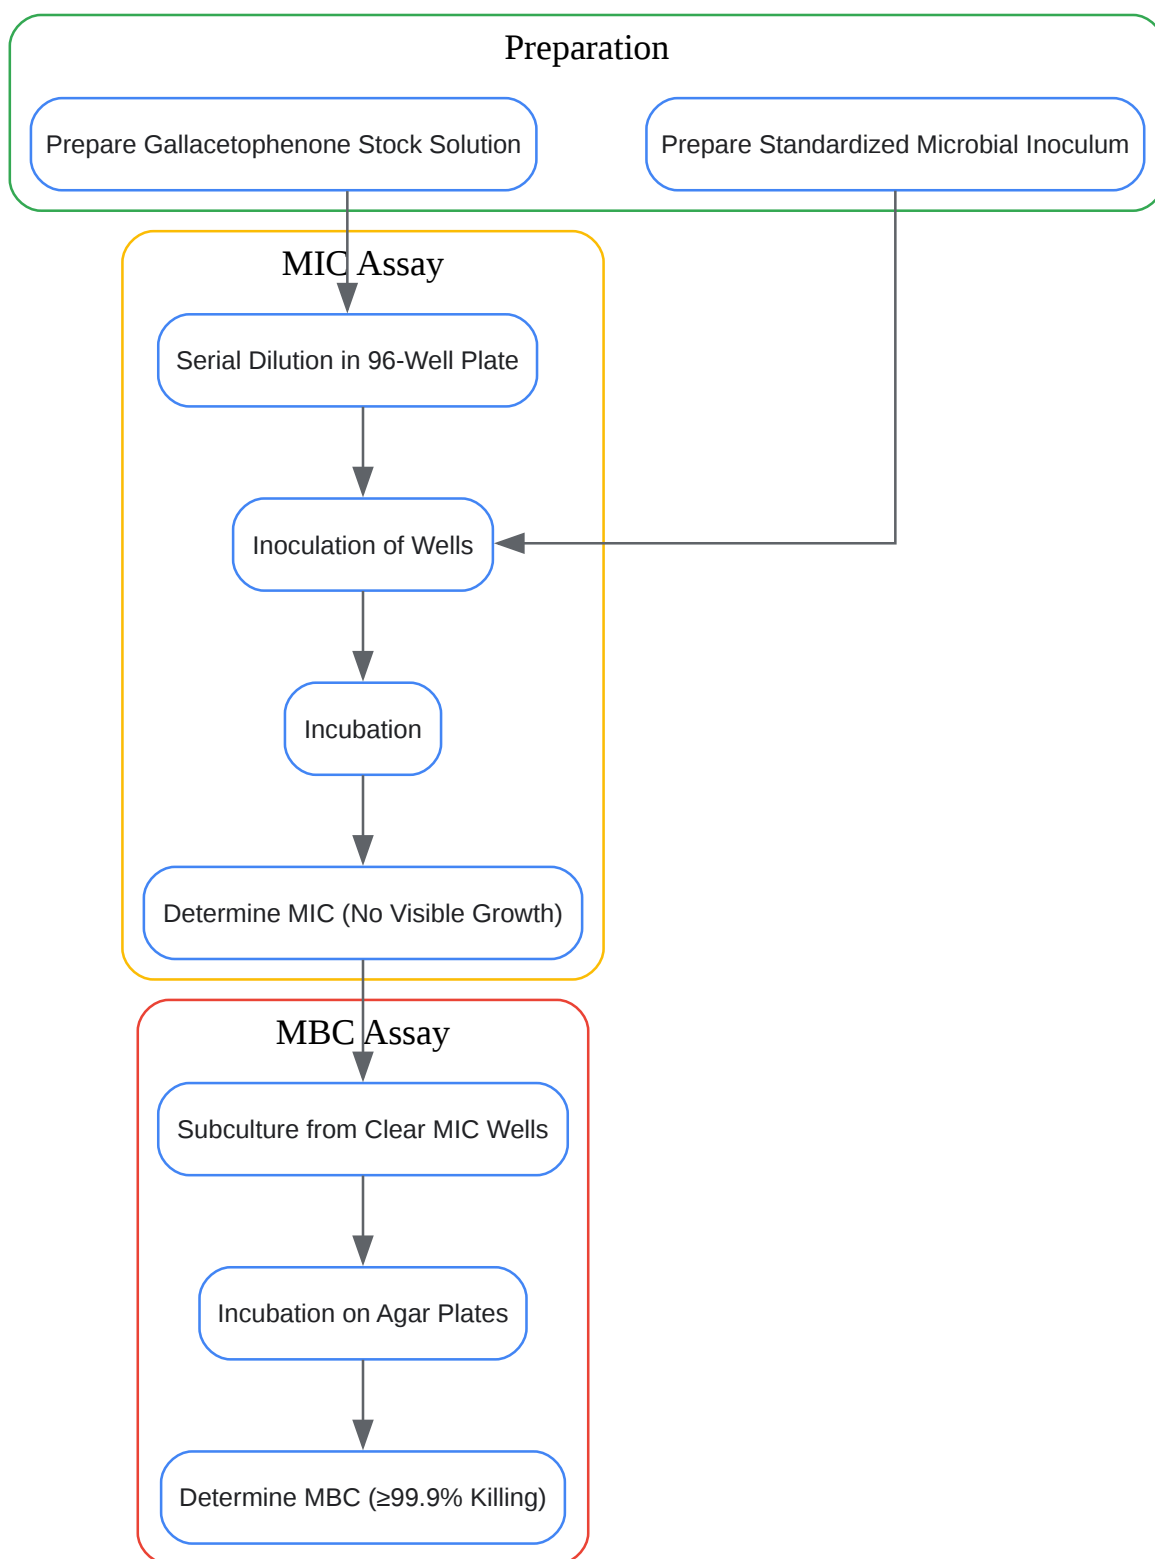 Preparation
Prepare Gallacetophenone Stock Solution
Prepare Standardized Microbial Inoculum
MIC Assay
Serial Dilution in 96-Well Plate
Inoculation of Wells
Incubation
Determine MIC (No Visible Growth)
MBC Assay
Subculture from Clear MIC Wells
Incubation on Agar Plates
Determine MBC (≥99.9% Killing)